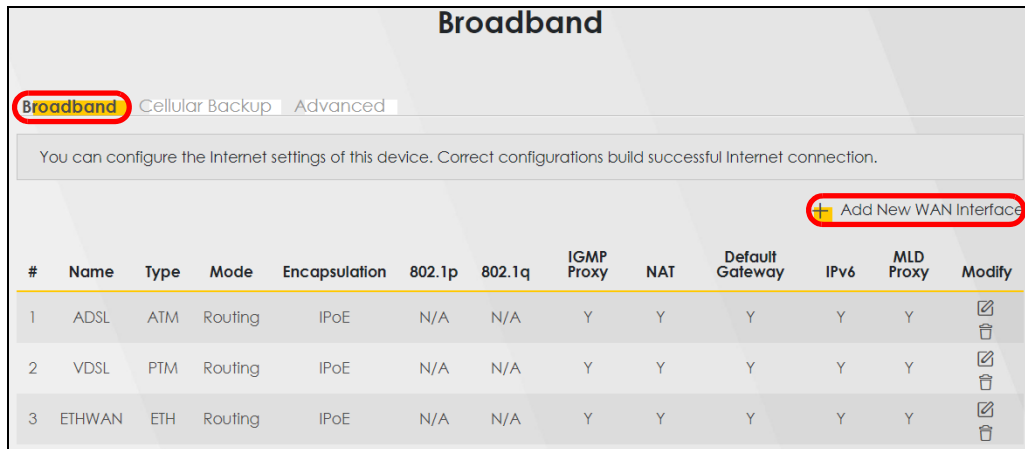 Broadband
Broadband Cellular Backup Advanced
You can configure the Internet settings of this device. Correct configurations build successful Internet connection.
+ Add New WAN Interface
# Name Type Mode Encapsulation 802.1p 802.1q IGMP Proxy NAT Default Gateway IPv6 MLD Proxy Modify
1 ADSL ATM Routing IPoE N/A N/A Y Y Y Y Y
2 VDSL PTM Routing IPoE N/A N/A Y Y Y Y Y
3 ETHWAN ETH Routing IPoE N/A N/A Y Y Y Y Y